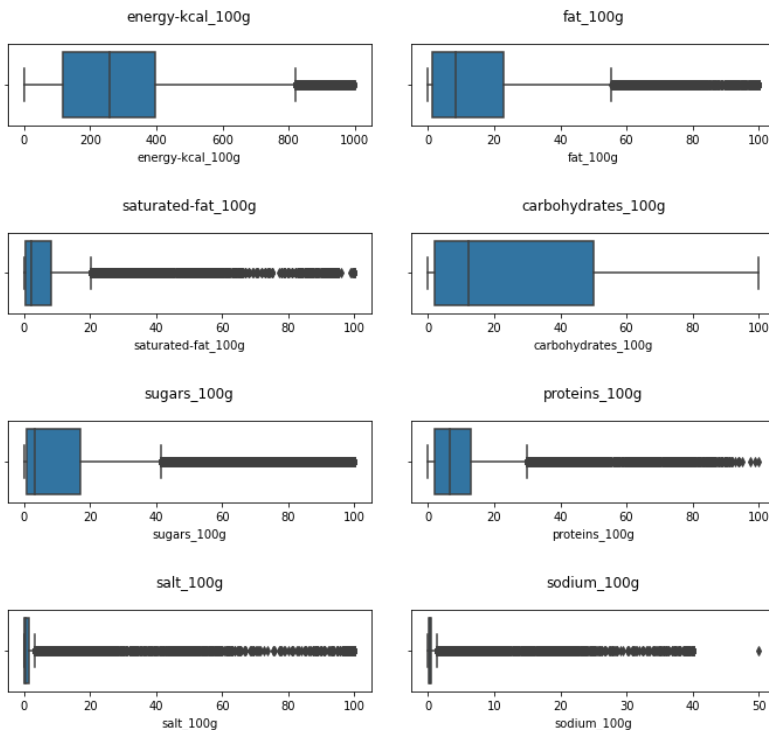 energy-kcal_100g
fat_100g
0 200 400 600 800 1000
energy-kcal_100g
0 20 40 60 80 100
fat_100g
saturated-fat_100g
carbohydrates_100g
0 20 40 60 80 100
saturated-fat_100g
0 20 40 60 80 100
carbohydrates_100g
sugars_100g
proteins_100g
0 20 40 60 80 100
sugars_100g
0 20 40 60 80 100
proteins_100g
salt_100g
sodium_100g
0 20 40 60 80 100
salt_100g
0 10 20 30 40 50
sodium_100g